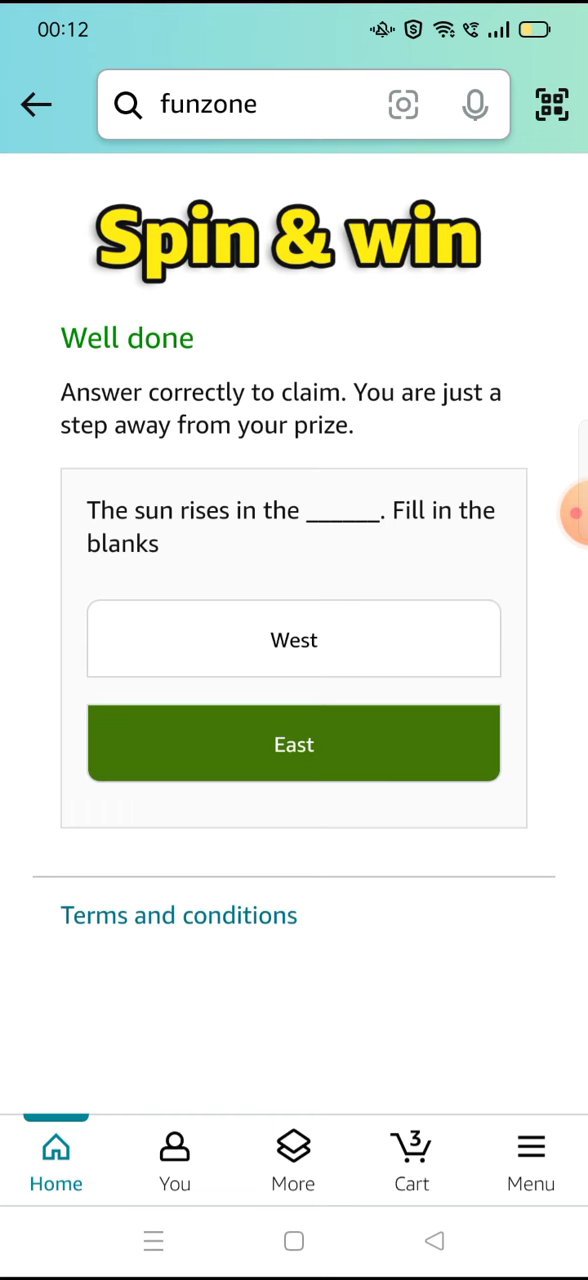 00:12
funzone
Spin & win
Well done
Answer correctly to claim. You are just a
step away from your prize.
The sun rises in the ______. Fill in the
blanks
West
East
Terms and conditions
3
Home You More Cart Menu